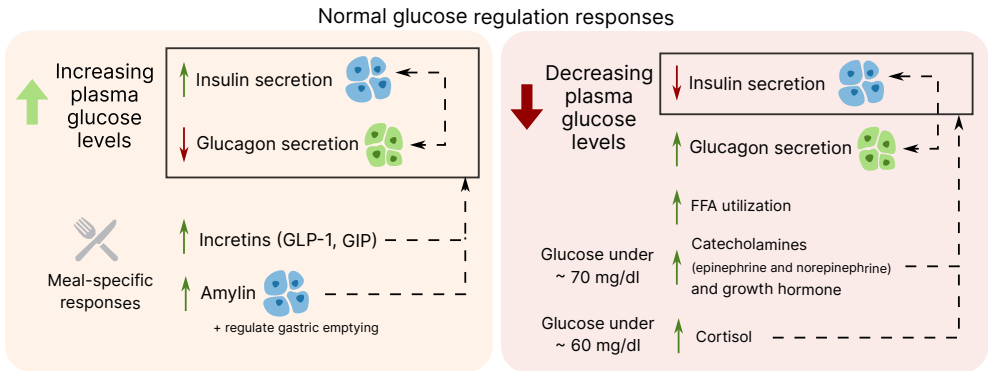 Normal glucose regulation responses
Increasing
plasma
glucose
levels
Insulin secretion
Glucagon secretion
Meal-specific
responses
Incretins (GLP-1, GIP)
Amylin
+ regulate gastric emptying
Decreasing
plasma
glucose
levels
Insulin secretion
Glucagon secretion
FFA utilization
Glucose under
~ 70 mg/dl
Catecholamines
(epinephrine and norepinephrine)
and growth hormone
Glucose under
~ 60 mg/dl
Cortisol